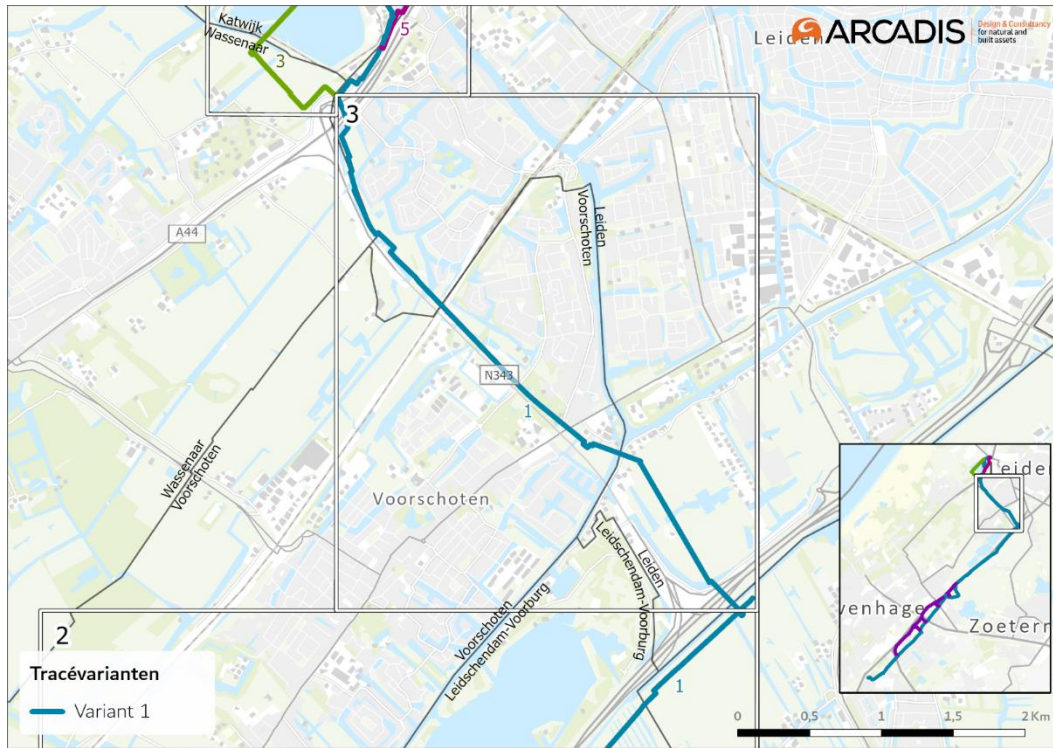 Katwijk
Wassenaar
5
3
Leiden
ARCADIS
Design & Consultancy
for natural and
built assets
3
A44
Leiden
Voorschoten
N343
1
Wassenaar
Voorschoten
Voorschoten
Leiden
Leidschendam-Voorburg
Voorschoten
Leidschendam-Voorburg
2
1
Tracévarianten
Variant 1
Leiden
venhage
Zoeterm
0 0,5 1 1,5 2 Km